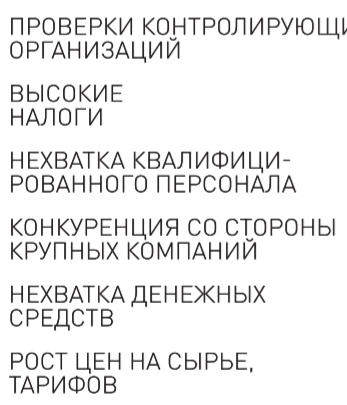 ПРОВЕРКИ КОНТРОЛИРУЮЩИ
ОРГАНИЗАЦИЙ
ВЫСОКИЕ
НАЛОГИ
НЕХВАТКА КВАЛИФИЦИ-
РОВАННОГО ПЕРСОНАЛА
КОНКУРЕНЦИЯ СО СТОРОНЫ
КРУПНЫХ КОМПАНИЙ
НЕХВАТКА ДЕНЕЖНЫХ
СРЕДСТВ
РОСТ ЦЕН НА СЫРЬЕ,
ТАРИФОВ